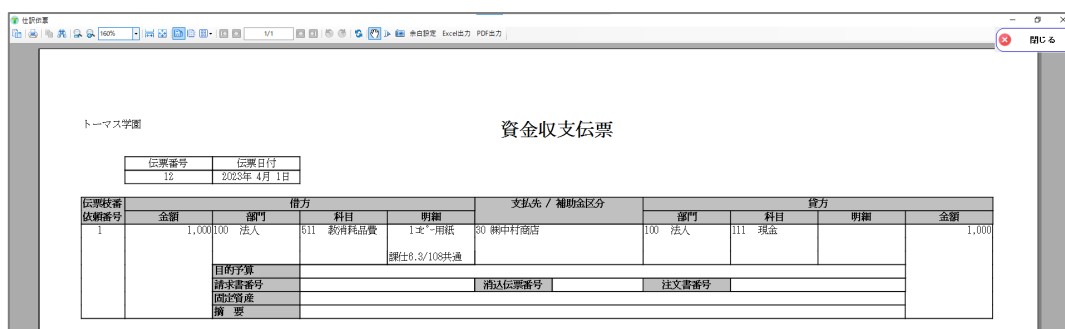 仕訳伝票
160% 1/1 余白設定 Excel出力 PDF出力
閉じる
トーマス学園
資金収支伝票
伝票番号 伝票日付
12 2023年 4月 1日
伝票枝番 借方 支払先 / 補助金区分 貸方
依頼番号 金額 部門 科目 明細 部門 科目 明細 金額
1 1,000 100 法人 511 教消耗品費 1 ｺﾋﾟｰ用紙 30 ㈱中村商店 100 法人 111 現金 1,000
課仕6.3/108共通
目的予算
請求書番号 消込伝票番号 注文書番号
固定資産
摘 要